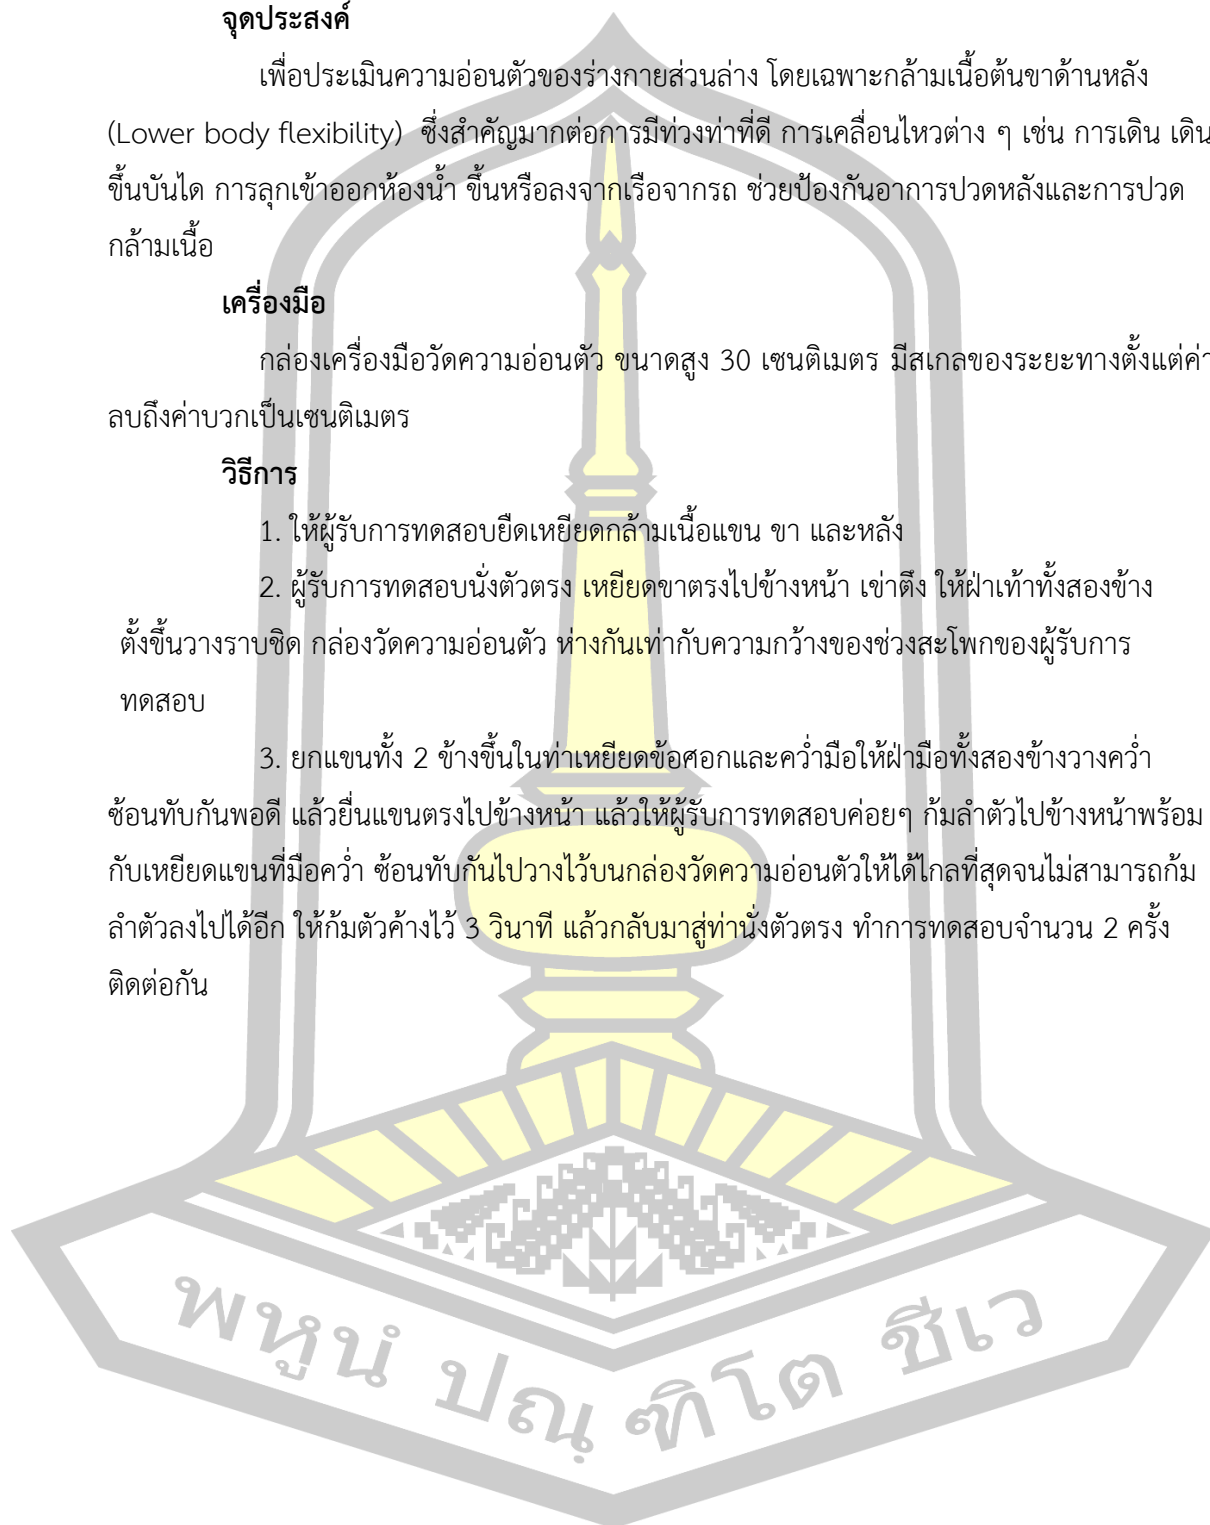 จุดประสงค์
เพื่อประเมินความอ่อนตัวของร่างกายส่วนล่าง โดยเฉพาะกล้ามเนื้อต้นขาด้านหลัง
(Lower body flexibility) ซึ่งสำคัญมากต่อการมีท่วงท่าที่ดี การเคลื่อนไหวต่าง ๆ เช่น การเดิน เดิน
ขึ้นบันได การลุกเข้าออกห้องน้ำ ขึ้นหรือลงจากเรือจากรถ ช่วยป้องกันอาการปวดหลังและการปวด
กล้ามเนื้อ
เครื่องมือ
กล่องเครื่องมือวัดความอ่อนตัว ขนาดสูง 30 เซนติเมตร มีสเกลของระยะทางตั้งแต่ค่า
ลบถึงค่าบวกเป็นเซนติเมตร
วิธีการ
1. ให้ผู้รับการทดสอบยืดเหยียดกล้ามเนื้อแขน ขา และหลัง
2. ผู้รับการทดสอบนั่งตัวตรง เหยียดขาตรงไปข้างหน้า เข่าตึง ให้ฝ่าเท้าทั้งสองข้าง
ตั้งขึ้นวางราบชิด กล่องวัดความอ่อนตัว ห่างกันเท่ากับความกว้างของช่วงสะโพกของผู้รับการ
ทดสอบ
3. ยกแขนทั้ง 2 ข้างขึ้นในท่าเหยียดข้อศอกและคว่ำมือให้ฝ่ามือทั้งสองข้างวางคว่ำ
ซ้อนทับกันพอดี แล้วยื่นแขนตรงไปข้างหน้า แล้วให้ผู้รับการทดสอบค่อยๆ ก้มลำตัวไปข้างหน้าพร้อม
กับเหยียดแขนที่มือคว่ำ ซ้อนทับกันไปวางไว้บนกล่องวัดความอ่อนตัวให้ได้ไกลที่สุดจนไม่สามารถก้ม
ลำตัวลงไปได้อีก ให้ก้มตัวค้างไว้ 3 วินาที แล้วกลับมาสู่ท่านั่งตัวตรง ทำการทดสอบจำนวน 2 ครั้ง
ติดต่อกัน
พหูนํ ปณฺฑิโต ชีเว